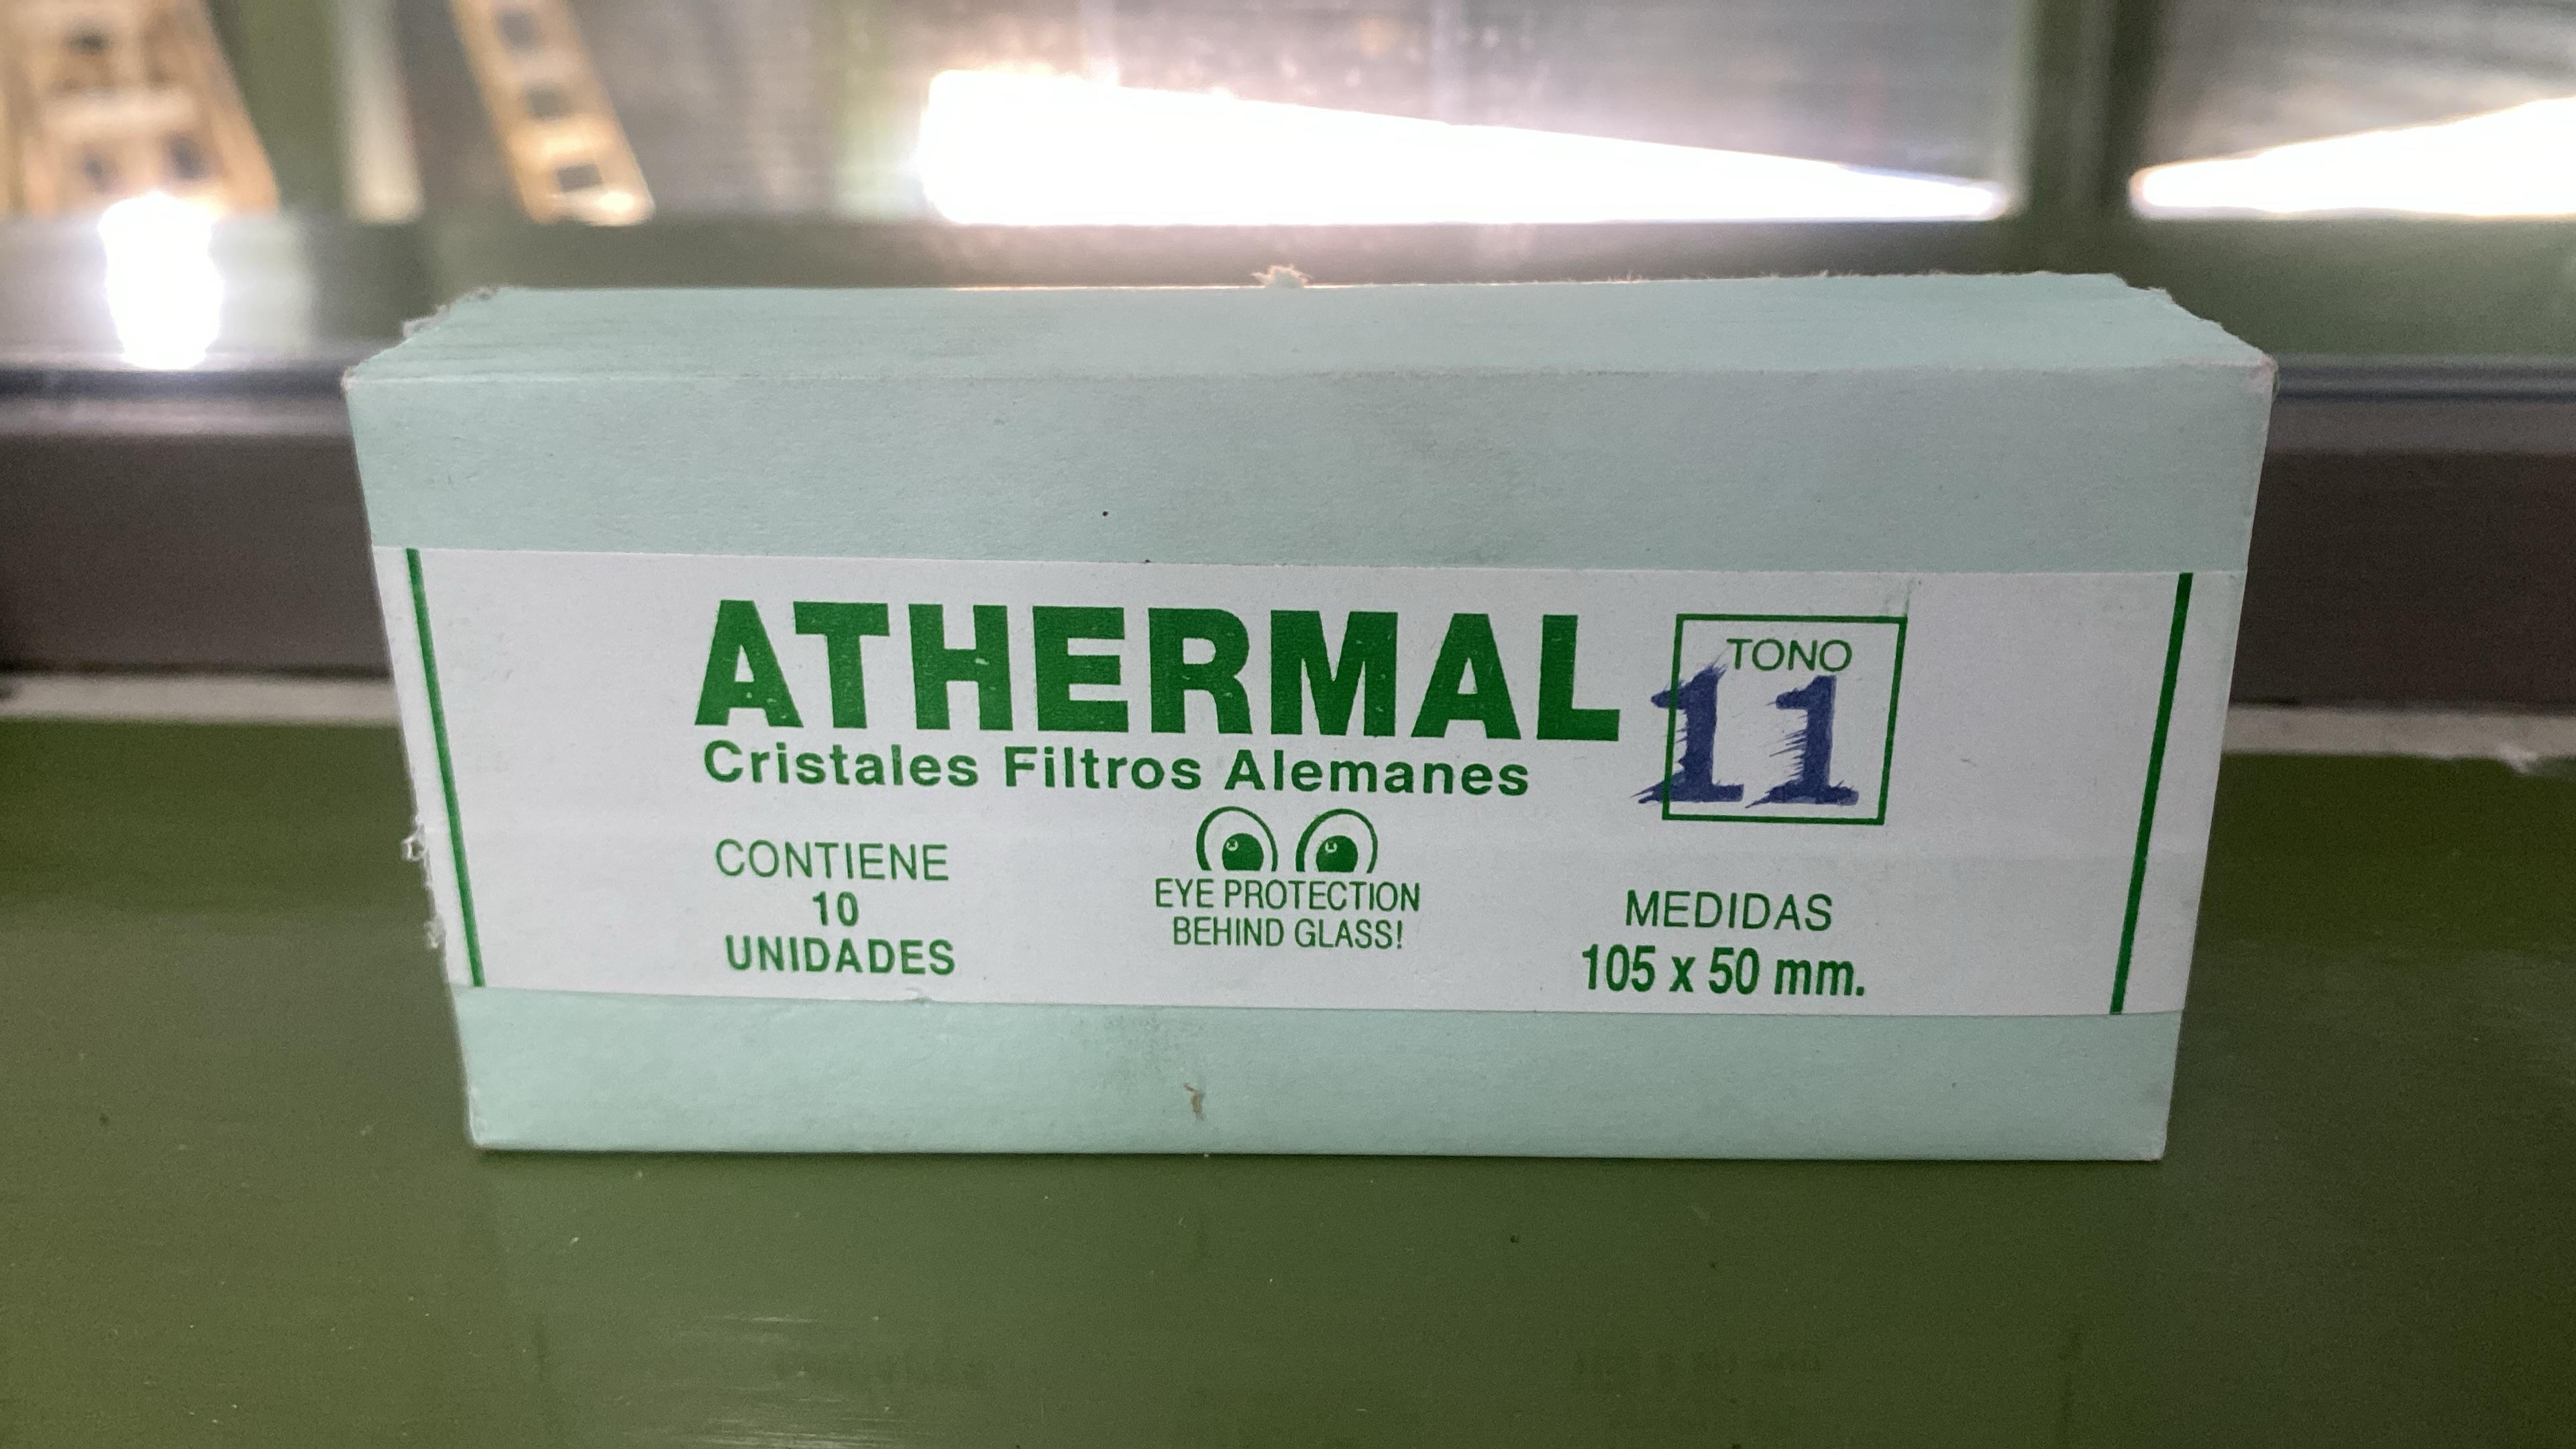 ATHERMAL
Cristales Filtros Alemanes
TONO
11
CONTIENE
10
UNIDADES
EYE PROTECTION
BEHIND GLASS!
MEDIDAS
105 x 50 mm.